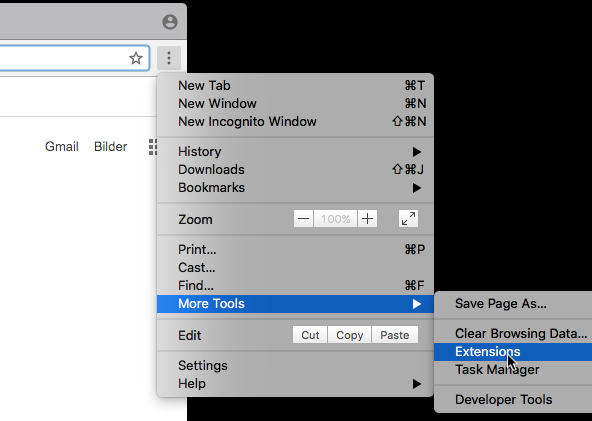 Gmail Bilder
New Tab ⌘T
New Window ⌘N
New Incognito Window ⇧⌘N
History ▶
Downloads ⇧⌘J
Bookmarks ▶
Zoom − 100% +
Print... ⌘P
Cast...
Find... ⌘F
More Tools ▶
Save Page As...
Edit Cut Copy Paste
Clear Browsing Data...
Extensions
Settings
Task Manager
Help ▶
Developer Tools